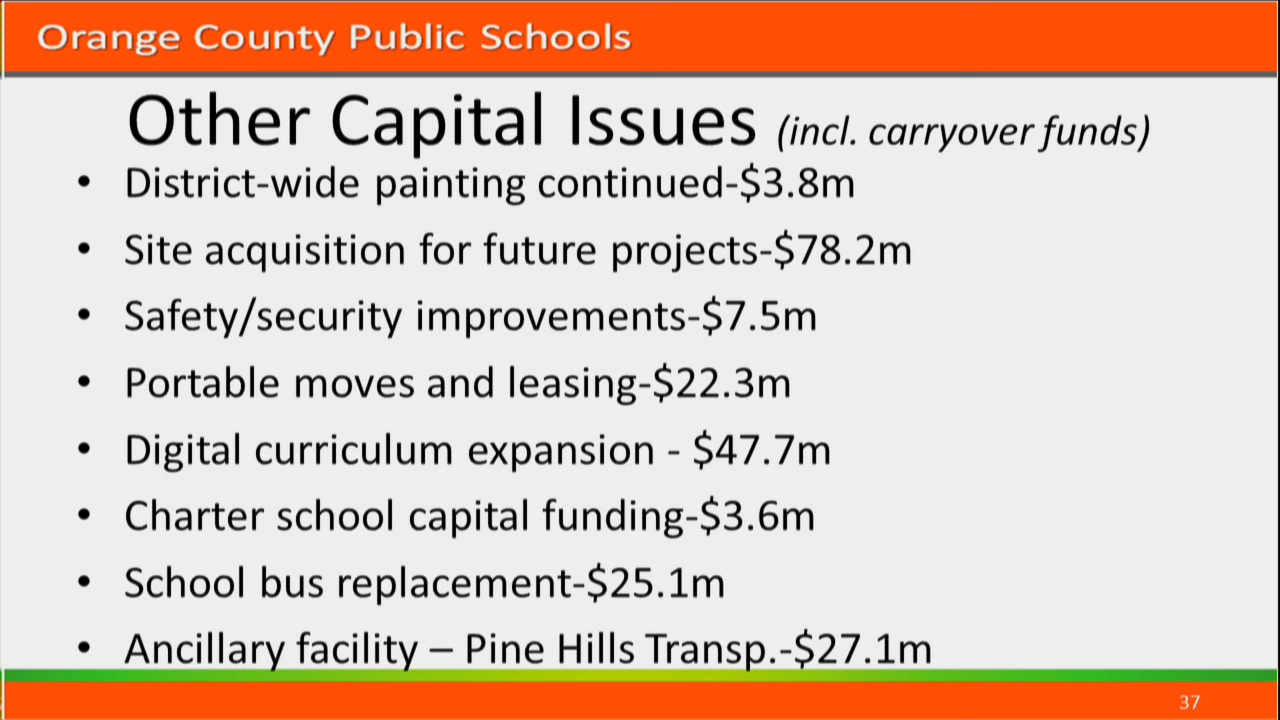 Orange County Public Schools
Other Capital Issues (incl. carryover funds)
• District-wide painting continued-$3.8m
• Site acquisition for future projects-$78.2m
• Safety/security improvements-$7.5m
• Portable moves and leasing-$22.3m
• Digital curriculum expansion - $47.7m
• Charter school capital funding-$3.6m
• School bus replacement-$25.1m
• Ancillary facility – Pine Hills Transp.-$27.1m
37